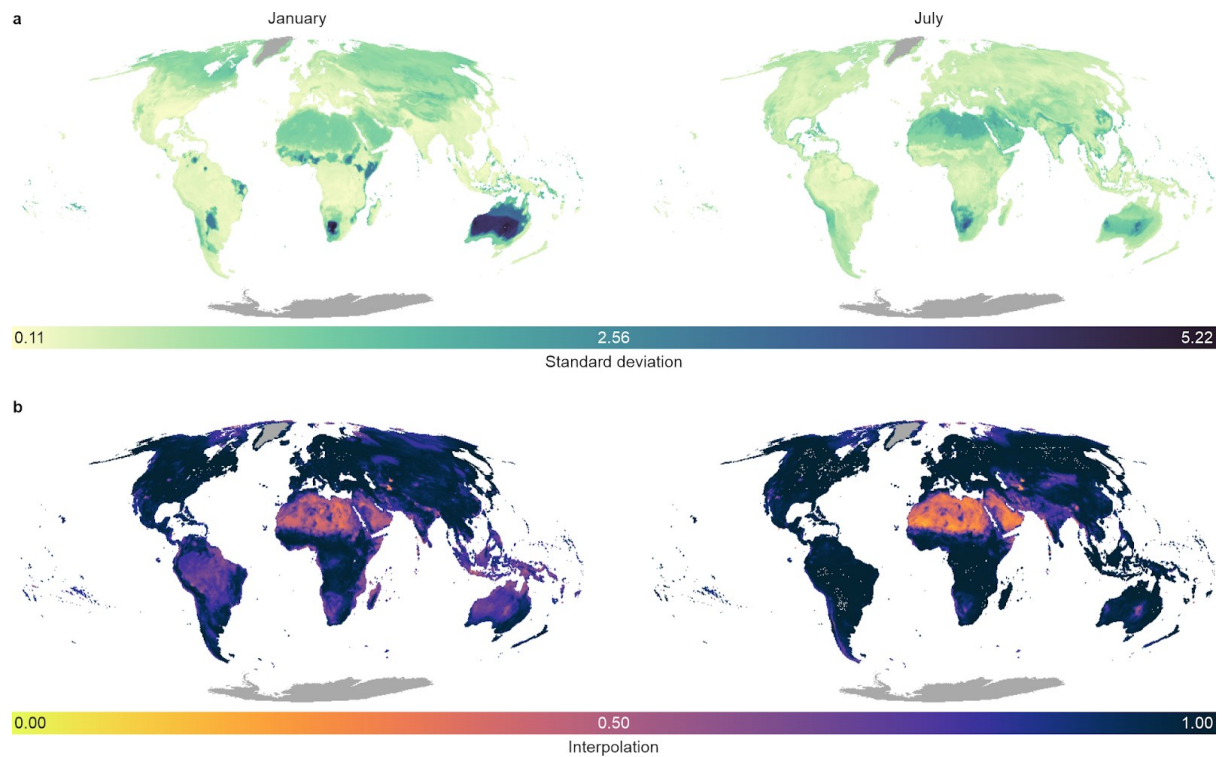 a
January July
0.11 2.56 5.22
Standard deviation
b
0.00 0.50 1.00
Interpolation